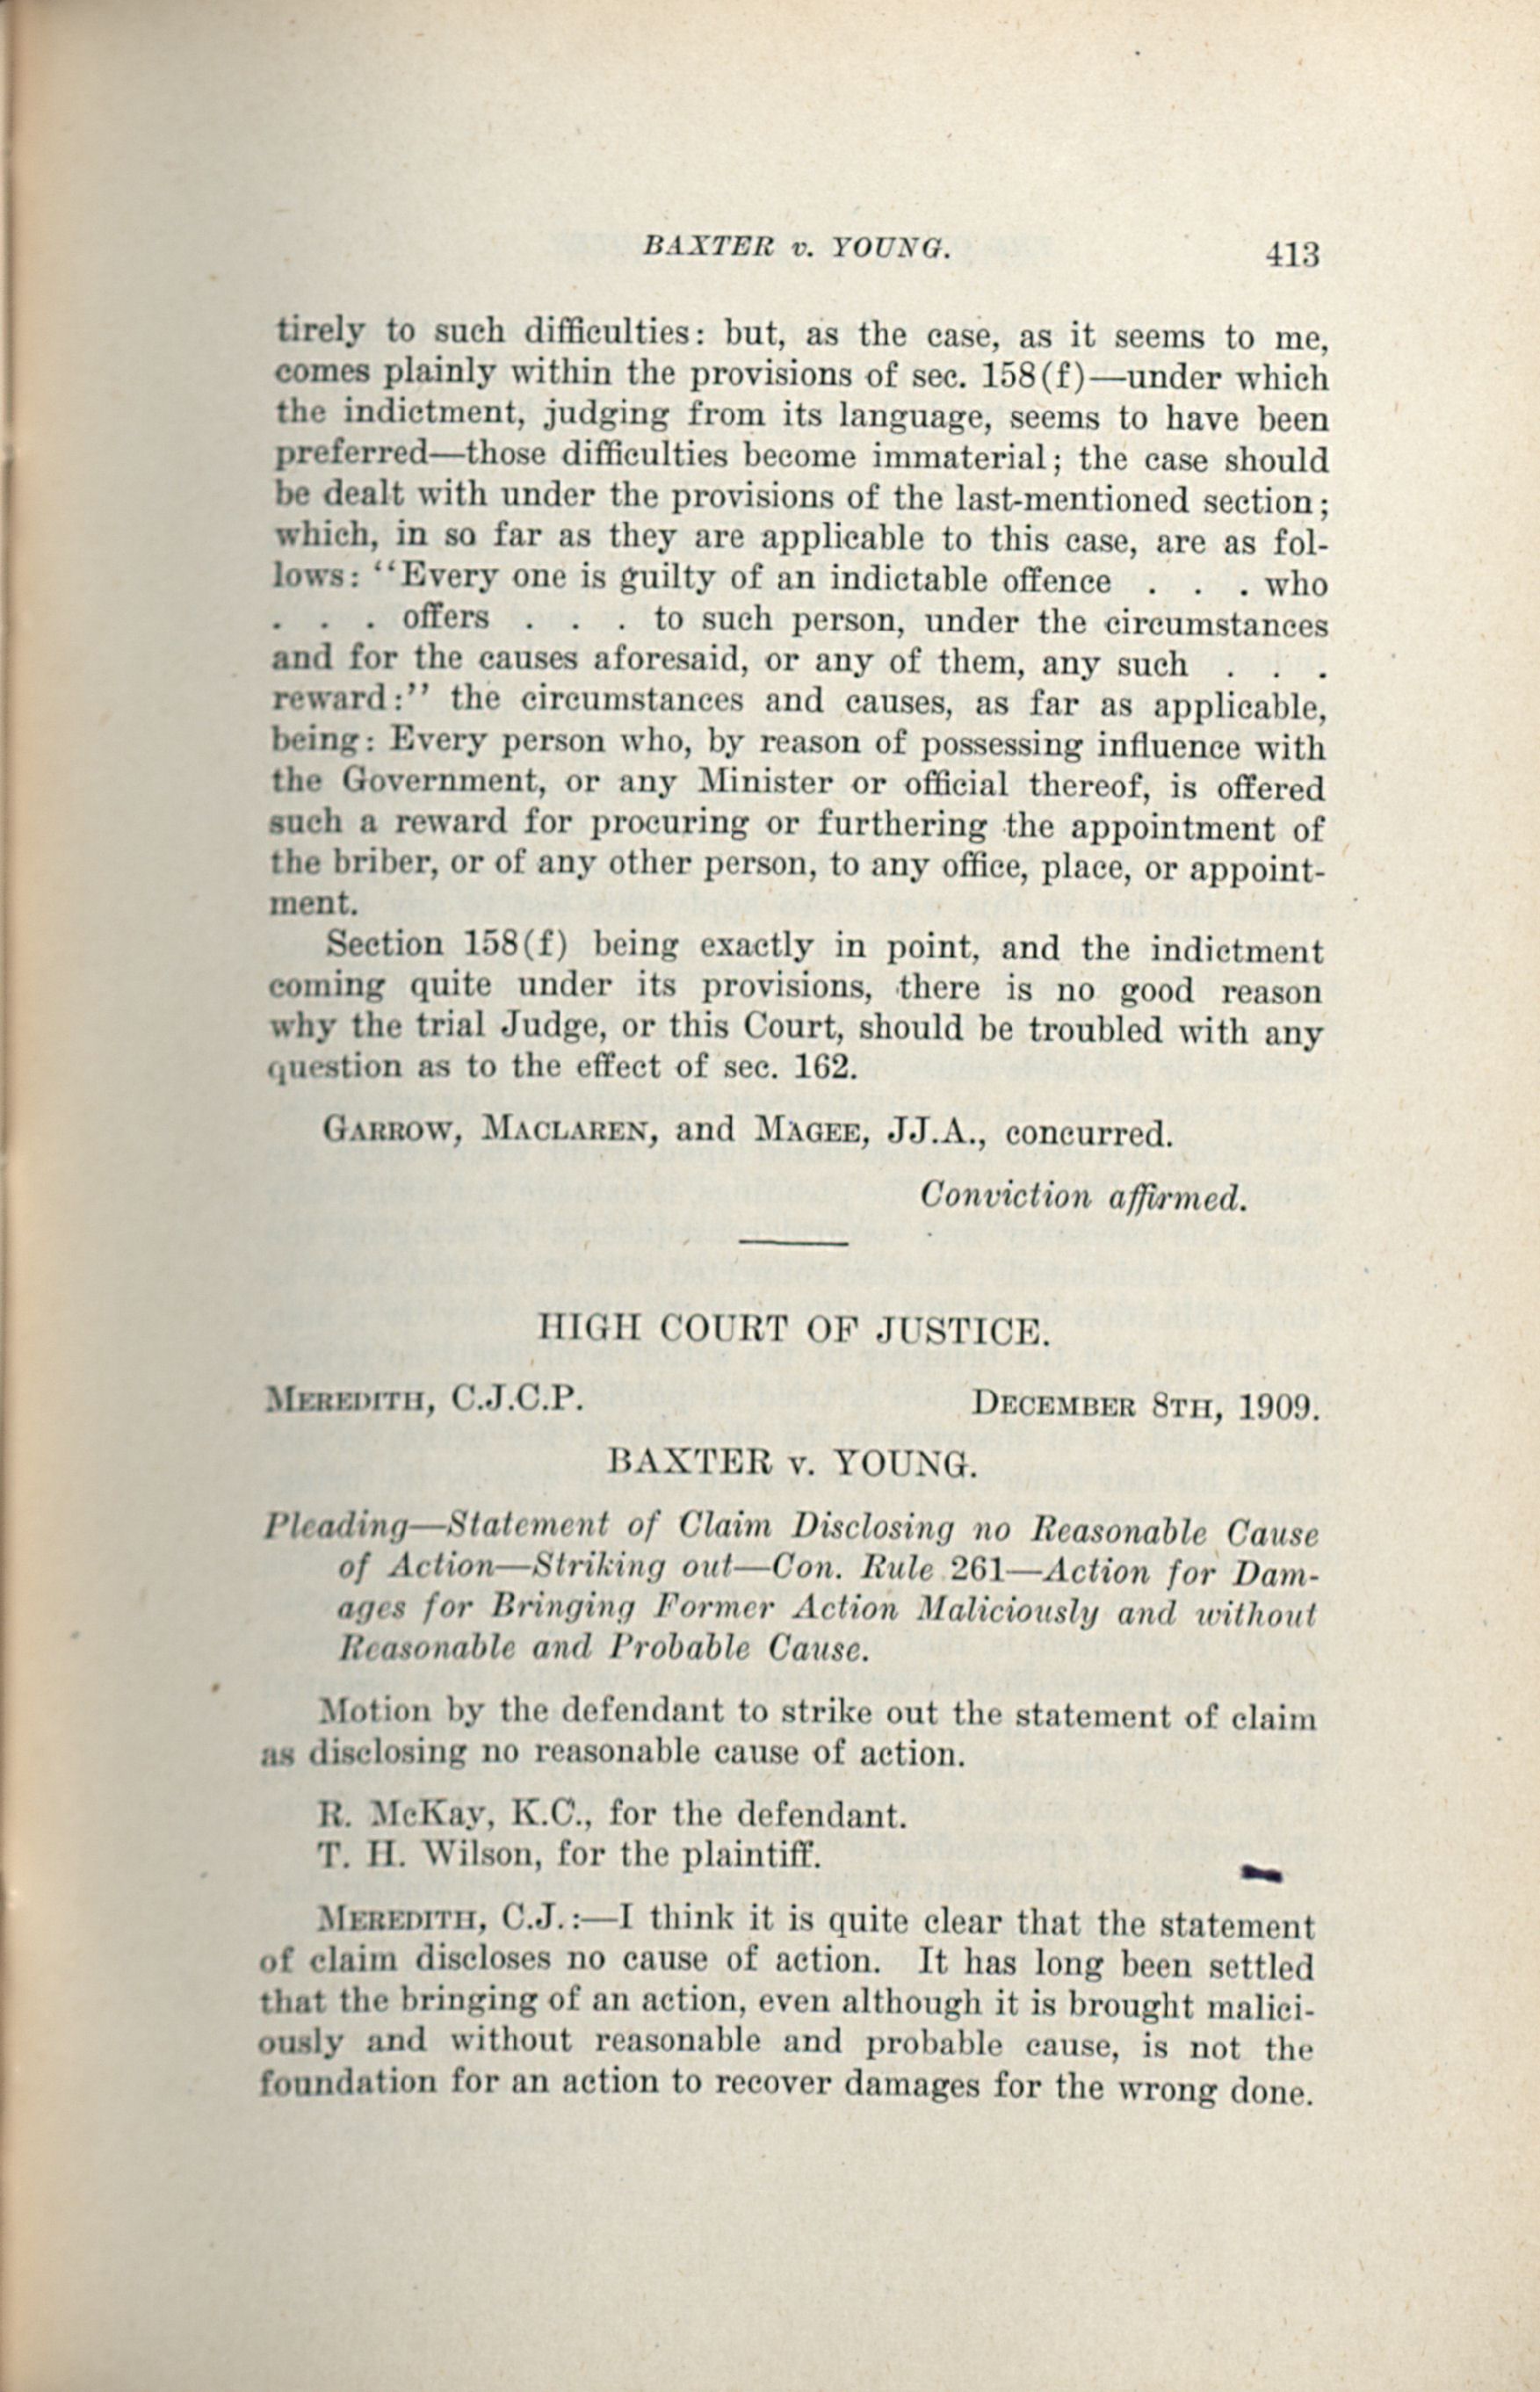 BAXTER v. YOUNG. 413
tirely to such difficulties: but, as the case, as it seems to me,
comes plainly within the provisions of sec. 158(f)—under which
the indictment, judging from its language, seems to have been
preferred—those difficulties become immaterial; the case should
be dealt with under the provisions of the last-mentioned section;
which, in so far as they are applicable to this case, are as fol-
lows: "Every one is guilty of an indictable offence . . . who
. . . offers . . . to such person, under the circumstances
and for the causes aforesaid, or any of them, any such . . .
reward:" the circumstances and causes, as far as applicable,
being: Every person who, by reason of possessing influence with
the Government, or any Minister or official thereof, is offered
such a reward for procuring or furthering the appointment of
the briber, or of any other person, to any office, place, or appoint-
ment.
Section 158(f) being exactly in point, and the indictment
coming quite under its provisions, there is no good reason
why the trial Judge, or this Court, should be troubled with any
question as to the effect of sec. 162.
GARROW, MACLAREN, and MAGEE, JJ.A., concurred.
Conviction affirmed.
HIGH COURT OF JUSTICE.
MEREDITH, C.J.C.P. DECEMBER 8TH, 1909.
BAXTER v. YOUNG.
Pleading—Statement of Claim Disclosing no Reasonable Cause
of Action—Striking out—Con. Rule 261—Action for Dam-
ages for Bringing Former Action Maliciously and without
Reasonable and Probable Cause.
Motion by the defendant to strike out the statement of claim
as disclosing no reasonable cause of action.
R. McKay, K.C., for the defendant.
T. H. Wilson, for the plaintiff.
MEREDITH, C.J.:—I think it is quite clear that the statement
of claim discloses no cause of action. It has long been settled
that the bringing of an action, even although it is brought malici-
ously and without reasonable and probable cause, is not the
foundation for an action to recover damages for the wrong done.